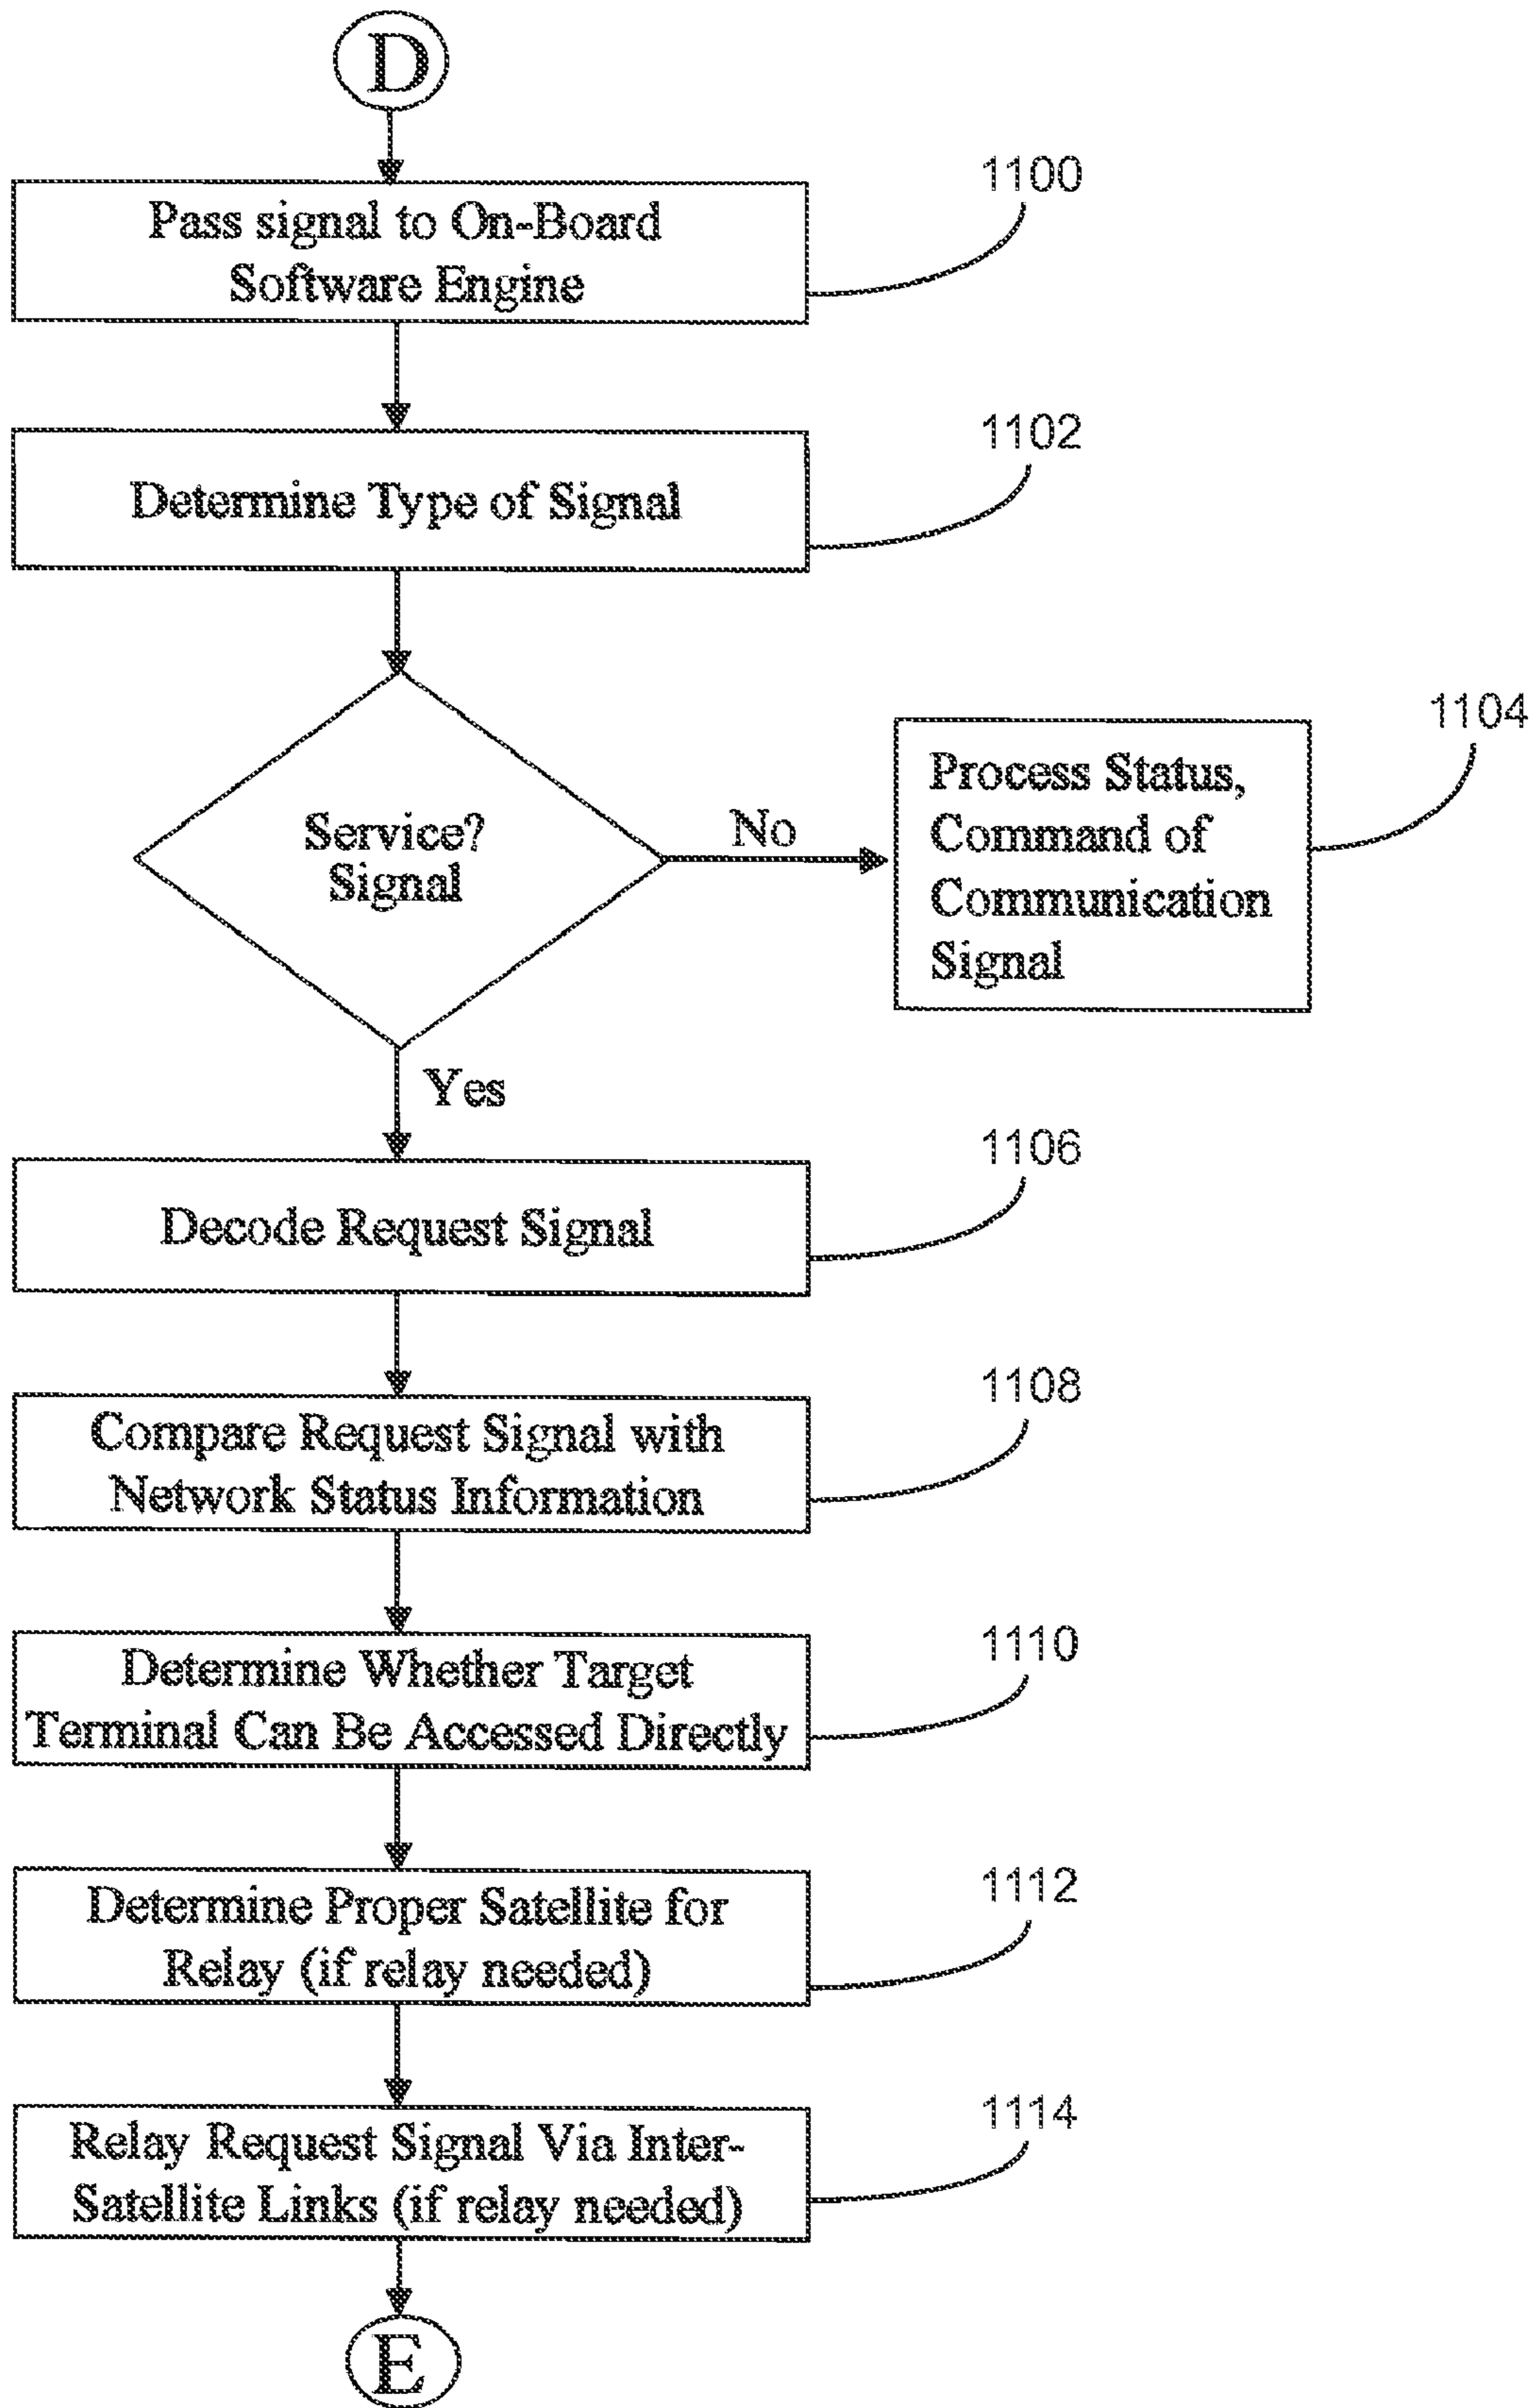 D
1100
Pass signal to On-Board
Software Engine
1102
Determine Type of Signal
1104
Service?
Signal
No
Process Status,
Command of
Communication
Signal
Yes
1106
Decode Request Signal
1108
Compare Request Signal with
Network Status Information
1110
Determine Whether Target
Terminal Can Be Accessed Directly
1112
Determine Proper Satellite for
Relay (if relay needed)
1114
Relay Request Signal Via Inter-
Satellite Links (if relay needed)
E